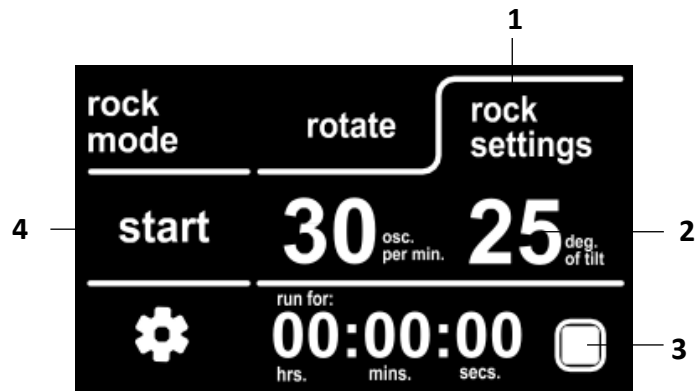 1
rock
mode
rotate
rock
settings
4
start
30 osc.
per min.
25 deg.
of tilt
2
run for:
00:00:00
hrs. mins. secs.
3